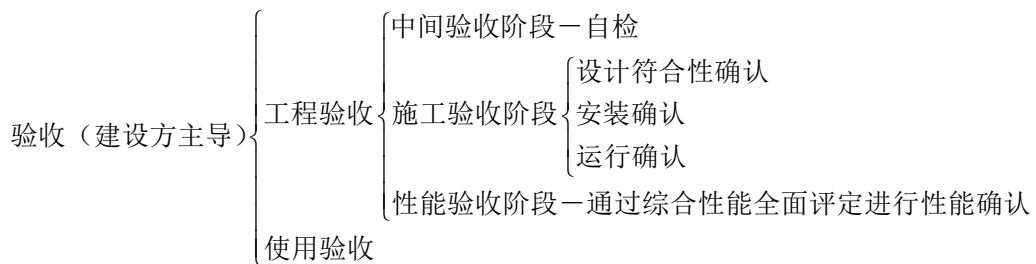 中间验收阶段－自检
设计符合性确认
验收（建设方主导）
工程验收
施工验收阶段
安装确认
运行确认
性能验收阶段－通过综合性能全面评定进行性能确认
使用验收